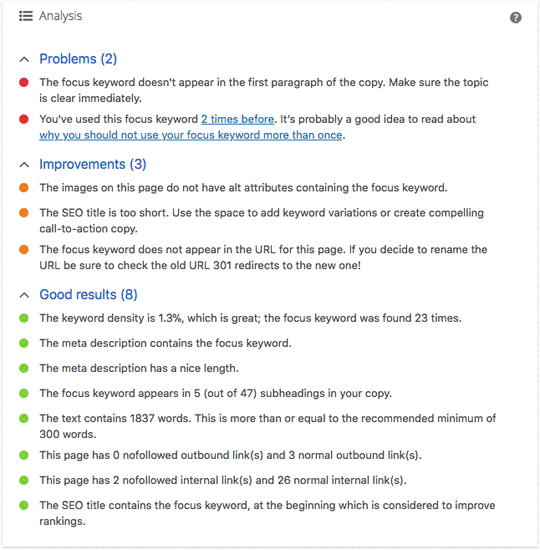 Analysis
Problems (2)
The focus keyword doesn't appear in the first paragraph of the copy. Make sure the topic
is clear immediately.
You've used this focus keyword 2 times before. It's probably a good idea to read about
why you should not use your focus keyword more than once.
Improvements (3)
The images on this page do not have alt attributes containing the focus keyword.
The SEO title is too short. Use the space to add keyword variations or create compelling
call-to-action copy.
The focus keyword does not appear in the URL for this page. If you decide to rename the
URL be sure to check the old URL 301 redirects to the new one!
Good results (8)
The keyword density is 1.3%, which is great; the focus keyword was found 23 times.
The meta description contains the focus keyword.
The meta description has a nice length.
The focus keyword appears in 5 (out of 47) subheadings in your copy.
The text contains 1837 words. This is more than or equal to the recommended minimum of
300 words.
This page has 0 nofollowed outbound link(s) and 3 normal outbound link(s).
This page has 2 nofollowed internal link(s) and 26 normal internal link(s).
The SEO title contains the focus keyword, at the beginning which is considered to improve
rankings.